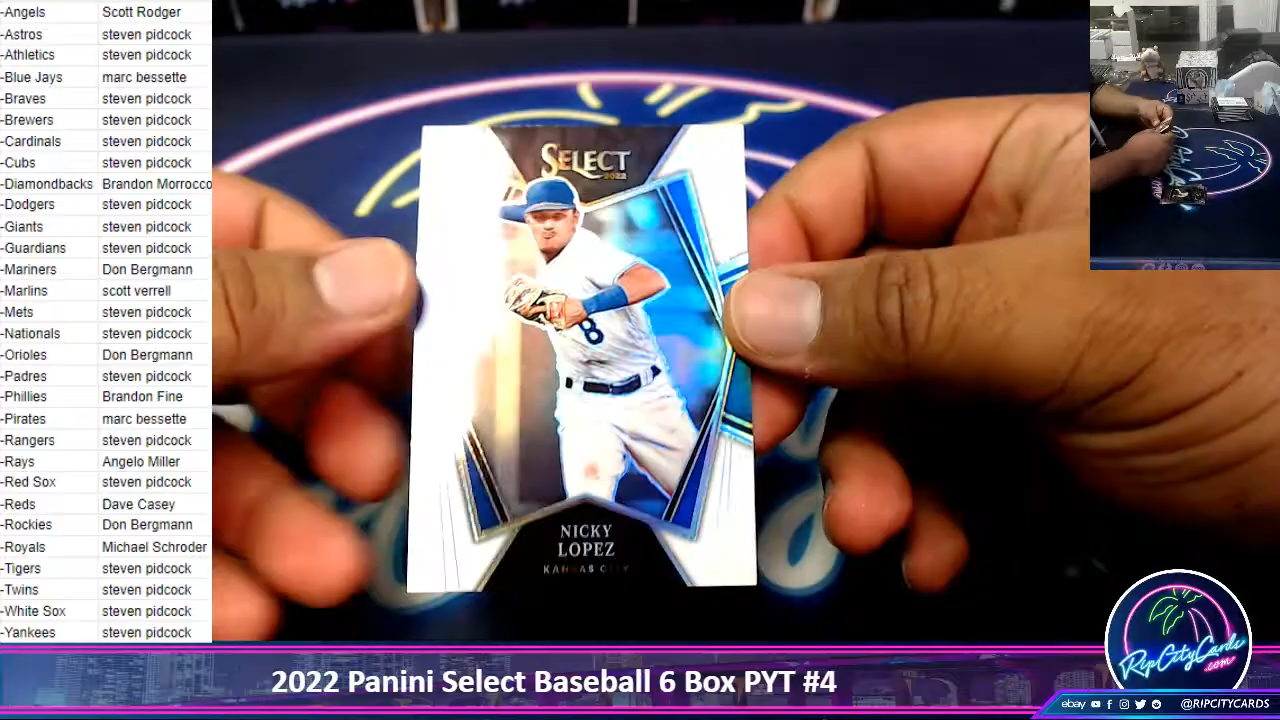 -Angels Scott Rodger
-Astros steven pidcock
-Athletics steven pidcock
-Blue Jays marc bessette
-Braves steven pidcock
-Brewers steven pidcock
-Cardinals steven pidcock
-Cubs steven pidcock
-Diamondbacks Brandon Morrocco
-Dodgers steven pidcock
-Giants steven pidcock
-Guardians steven pidcock
-Mariners Don Bergmann
-Marlins scott verrell
-Mets steven pidcock
-Nationals steven pidcock
-Orioles Don Bergmann
-Padres steven pidcock
-Phillies Brandon Fine
-Pirates marc bessette
-Rangers steven pidcock
-Rays Angelo Miller
-Red Sox steven pidcock
-Reds Dave Casey
-Rockies Don Bergmann
-Royals Michael Schroder
-Tigers steven pidcock
-Twins steven pidcock
-White Sox steven pidcock
-Yankees steven pidcock
SELECT
2022
8
NICKY
LOPEZ
KANSAS CITY
2022 Panini Select Baseball 6 Box PYT #4
RipCityCards
.com
ebay
@RIPCITYCARDS